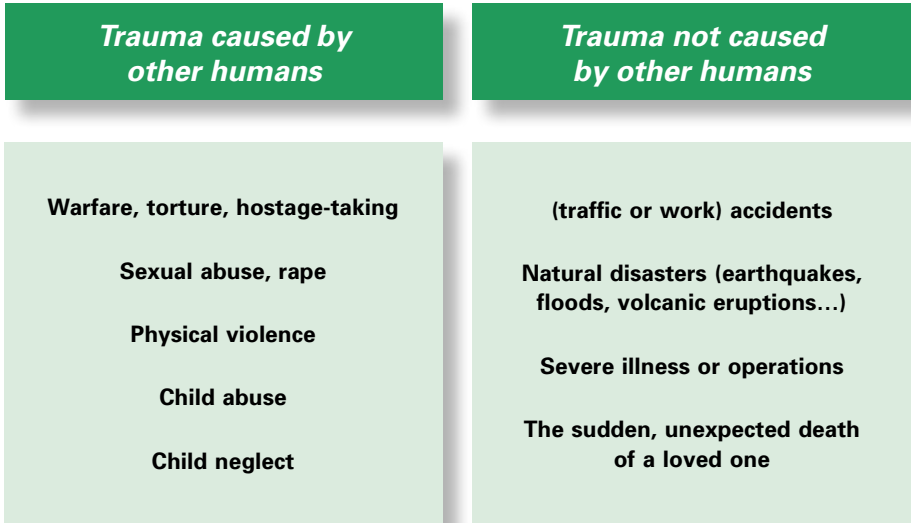 Trauma caused by
other humans
Warfare, torture, hostage-taking
Sexual abuse, rape
Physical violence
Child abuse
Child neglect
Trauma not caused
by other humans
(traffic or work) accidents
Natural disasters (earthquakes,
floods, volcanic eruptions…)
Severe illness or operations
The sudden, unexpected death
of a loved one